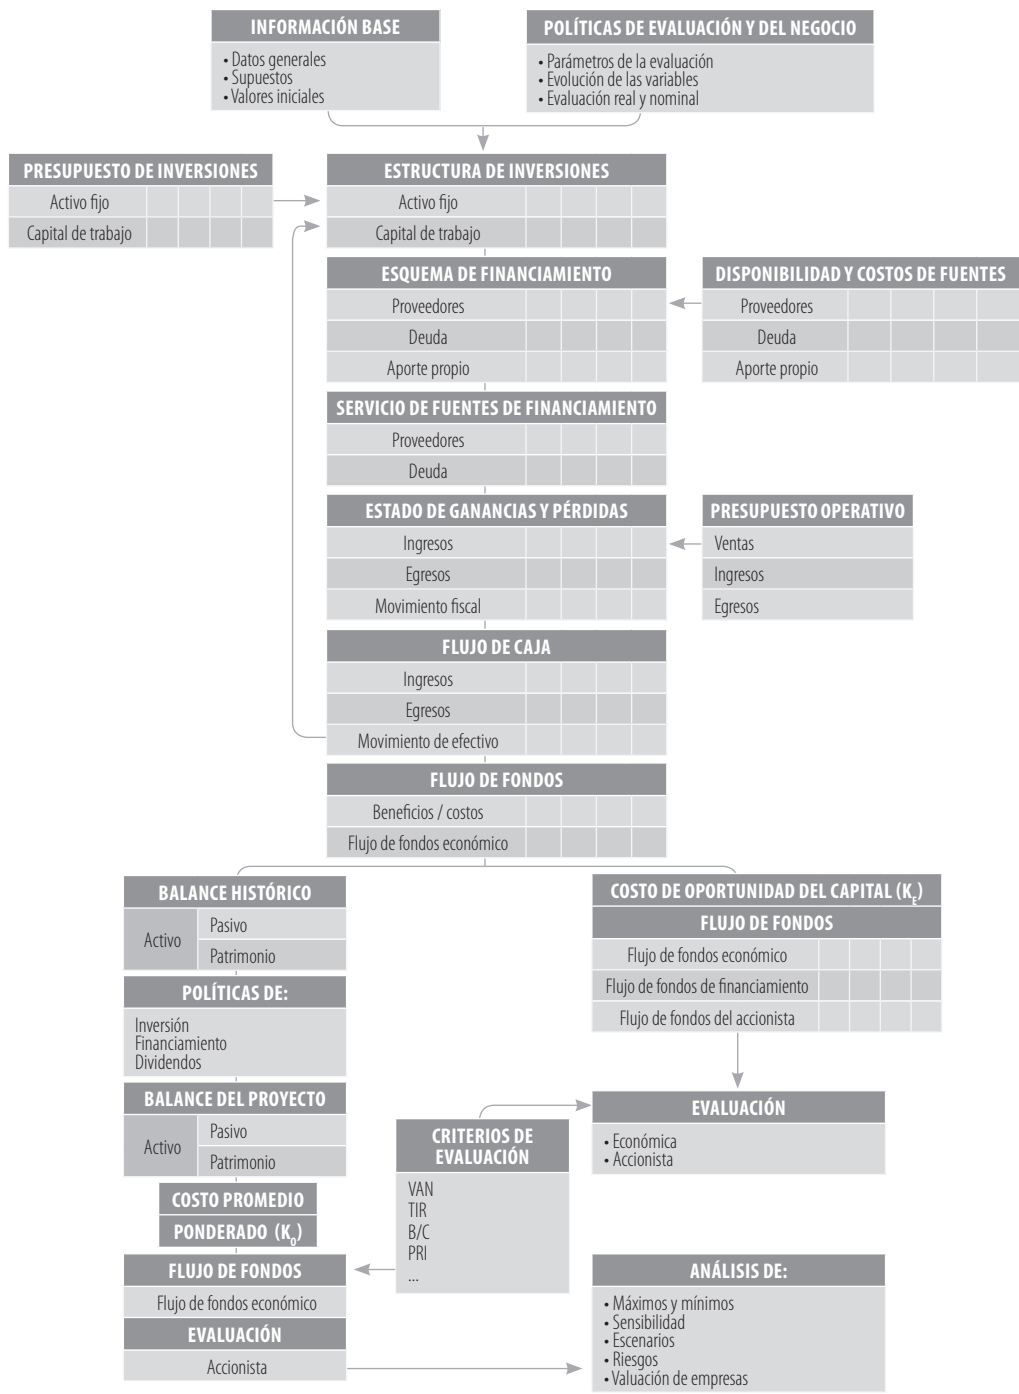 INFORMACIÓN BASE
• Datos generales
• Supuestos
• Valores iniciales
POLÍTICAS DE EVALUACIÓN Y DEL NEGOCIO
• Parámetros de la evaluación
• Evolución de las variables
• Evaluación real y nominal
PRESUPUESTO DE INVERSIONES
Activo fijo
Capital de trabajo
ESTRUCTURA DE INVERSIONES
Activo fijo
Capital de trabajo
ESQUEMA DE FINANCIAMIENTO
Proveedores
Deuda
Aporte propio
DISPONIBILIDAD Y COSTOS DE FUENTES
Proveedores
Deuda
Aporte propio
SERVICIO DE FUENTES DE FINANCIAMIENTO
Proveedores
Deuda
ESTADO DE GANANCIAS Y PÉRDIDAS
Ingresos
Egresos
Movimiento fiscal
PRESUPUESTO OPERATIVO
Ventas
Ingresos
Egresos
FLUJO DE CAJA
Ingresos
Egresos
Movimiento de efectivo
FLUJO DE FONDOS
Beneficios / costos
Flujo de fondos económico
BALANCE HISTÓRICO
Activo
Pasivo
Patrimonio
POLÍTICAS DE:
Inversión
Financiamiento
Dividendos
BALANCE DEL PROYECTO
Activo
Pasivo
Patrimonio
COSTO PROMEDIO
PONDERADO (K0)
FLUJO DE FONDOS
Flujo de fondos económico
EVALUACIÓN
Accionista
COSTO DE OPORTUNIDAD DEL CAPITAL (KE)
FLUJO DE FONDOS
Flujo de fondos económico
Flujo de fondos de financiamiento
Flujo de fondos del accionista
CRITERIOS DE
EVALUACIÓN
VAN
TIR
B/C
PRI
...
EVALUACIÓN
• Económica
• Accionista
ANÁLISIS DE:
• Máximos y mínimos
• Sensibilidad
• Escenarios
• Riesgos
• Valuación de empresas